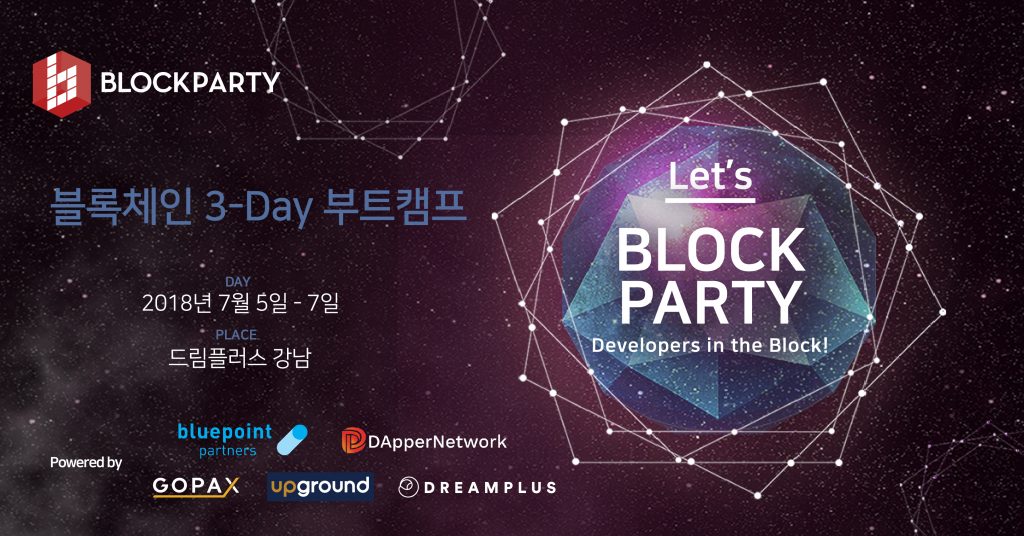 BLOCKPARTY
블록체인 3-Day 부트캠프
DAY
2018년 7월 5일 - 7일
PLACE
드림플러스 강남
Let's
BLOCK
PARTY
Developers in the Block!
Powered by
bluepoint
partners
DApperNetwork
GOPAX
upground
DREAMPLUS